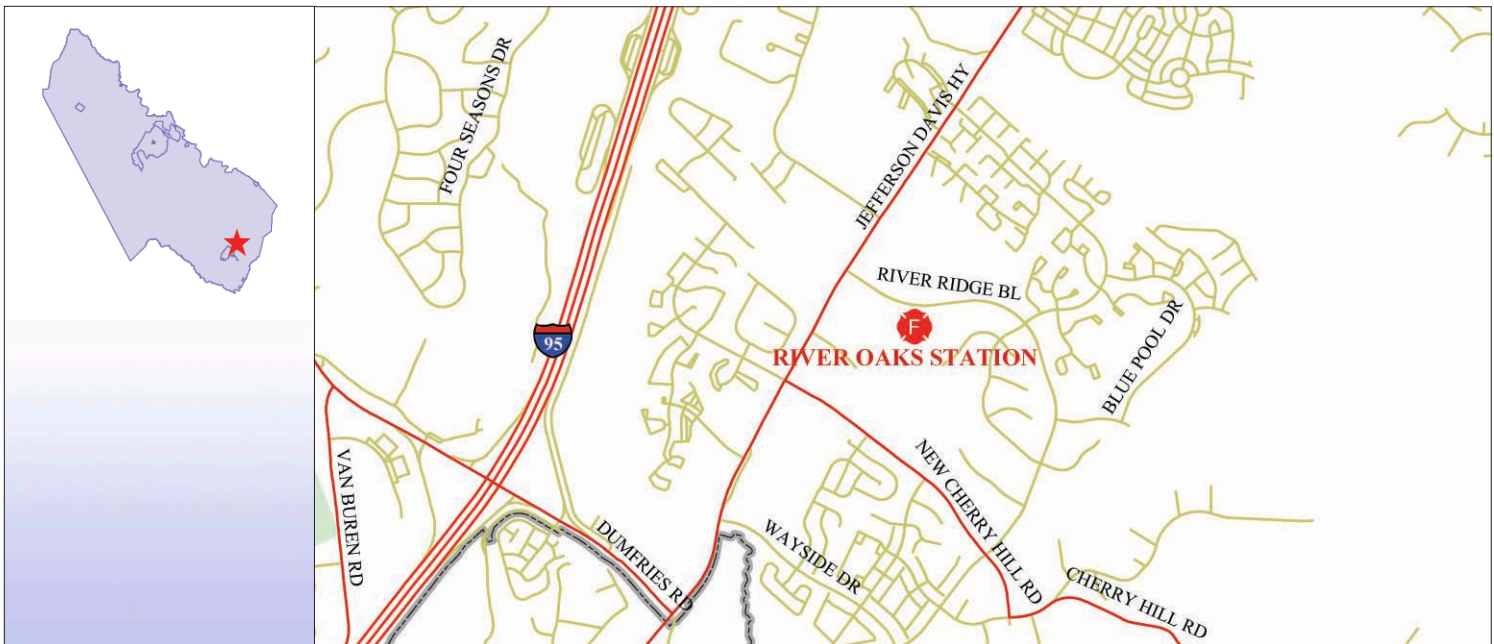 FOUR SEASONS DR
JEFFERSON DAVIS HY
RIVER RIDGE BL
F
95
RIVER OAKS STATION
BLUE POOL DR
VAN BUREN RD
NEW CHERRY HILL RD
DUMFRIES RD
WAYSIDE DR
CHERRY HILL RD